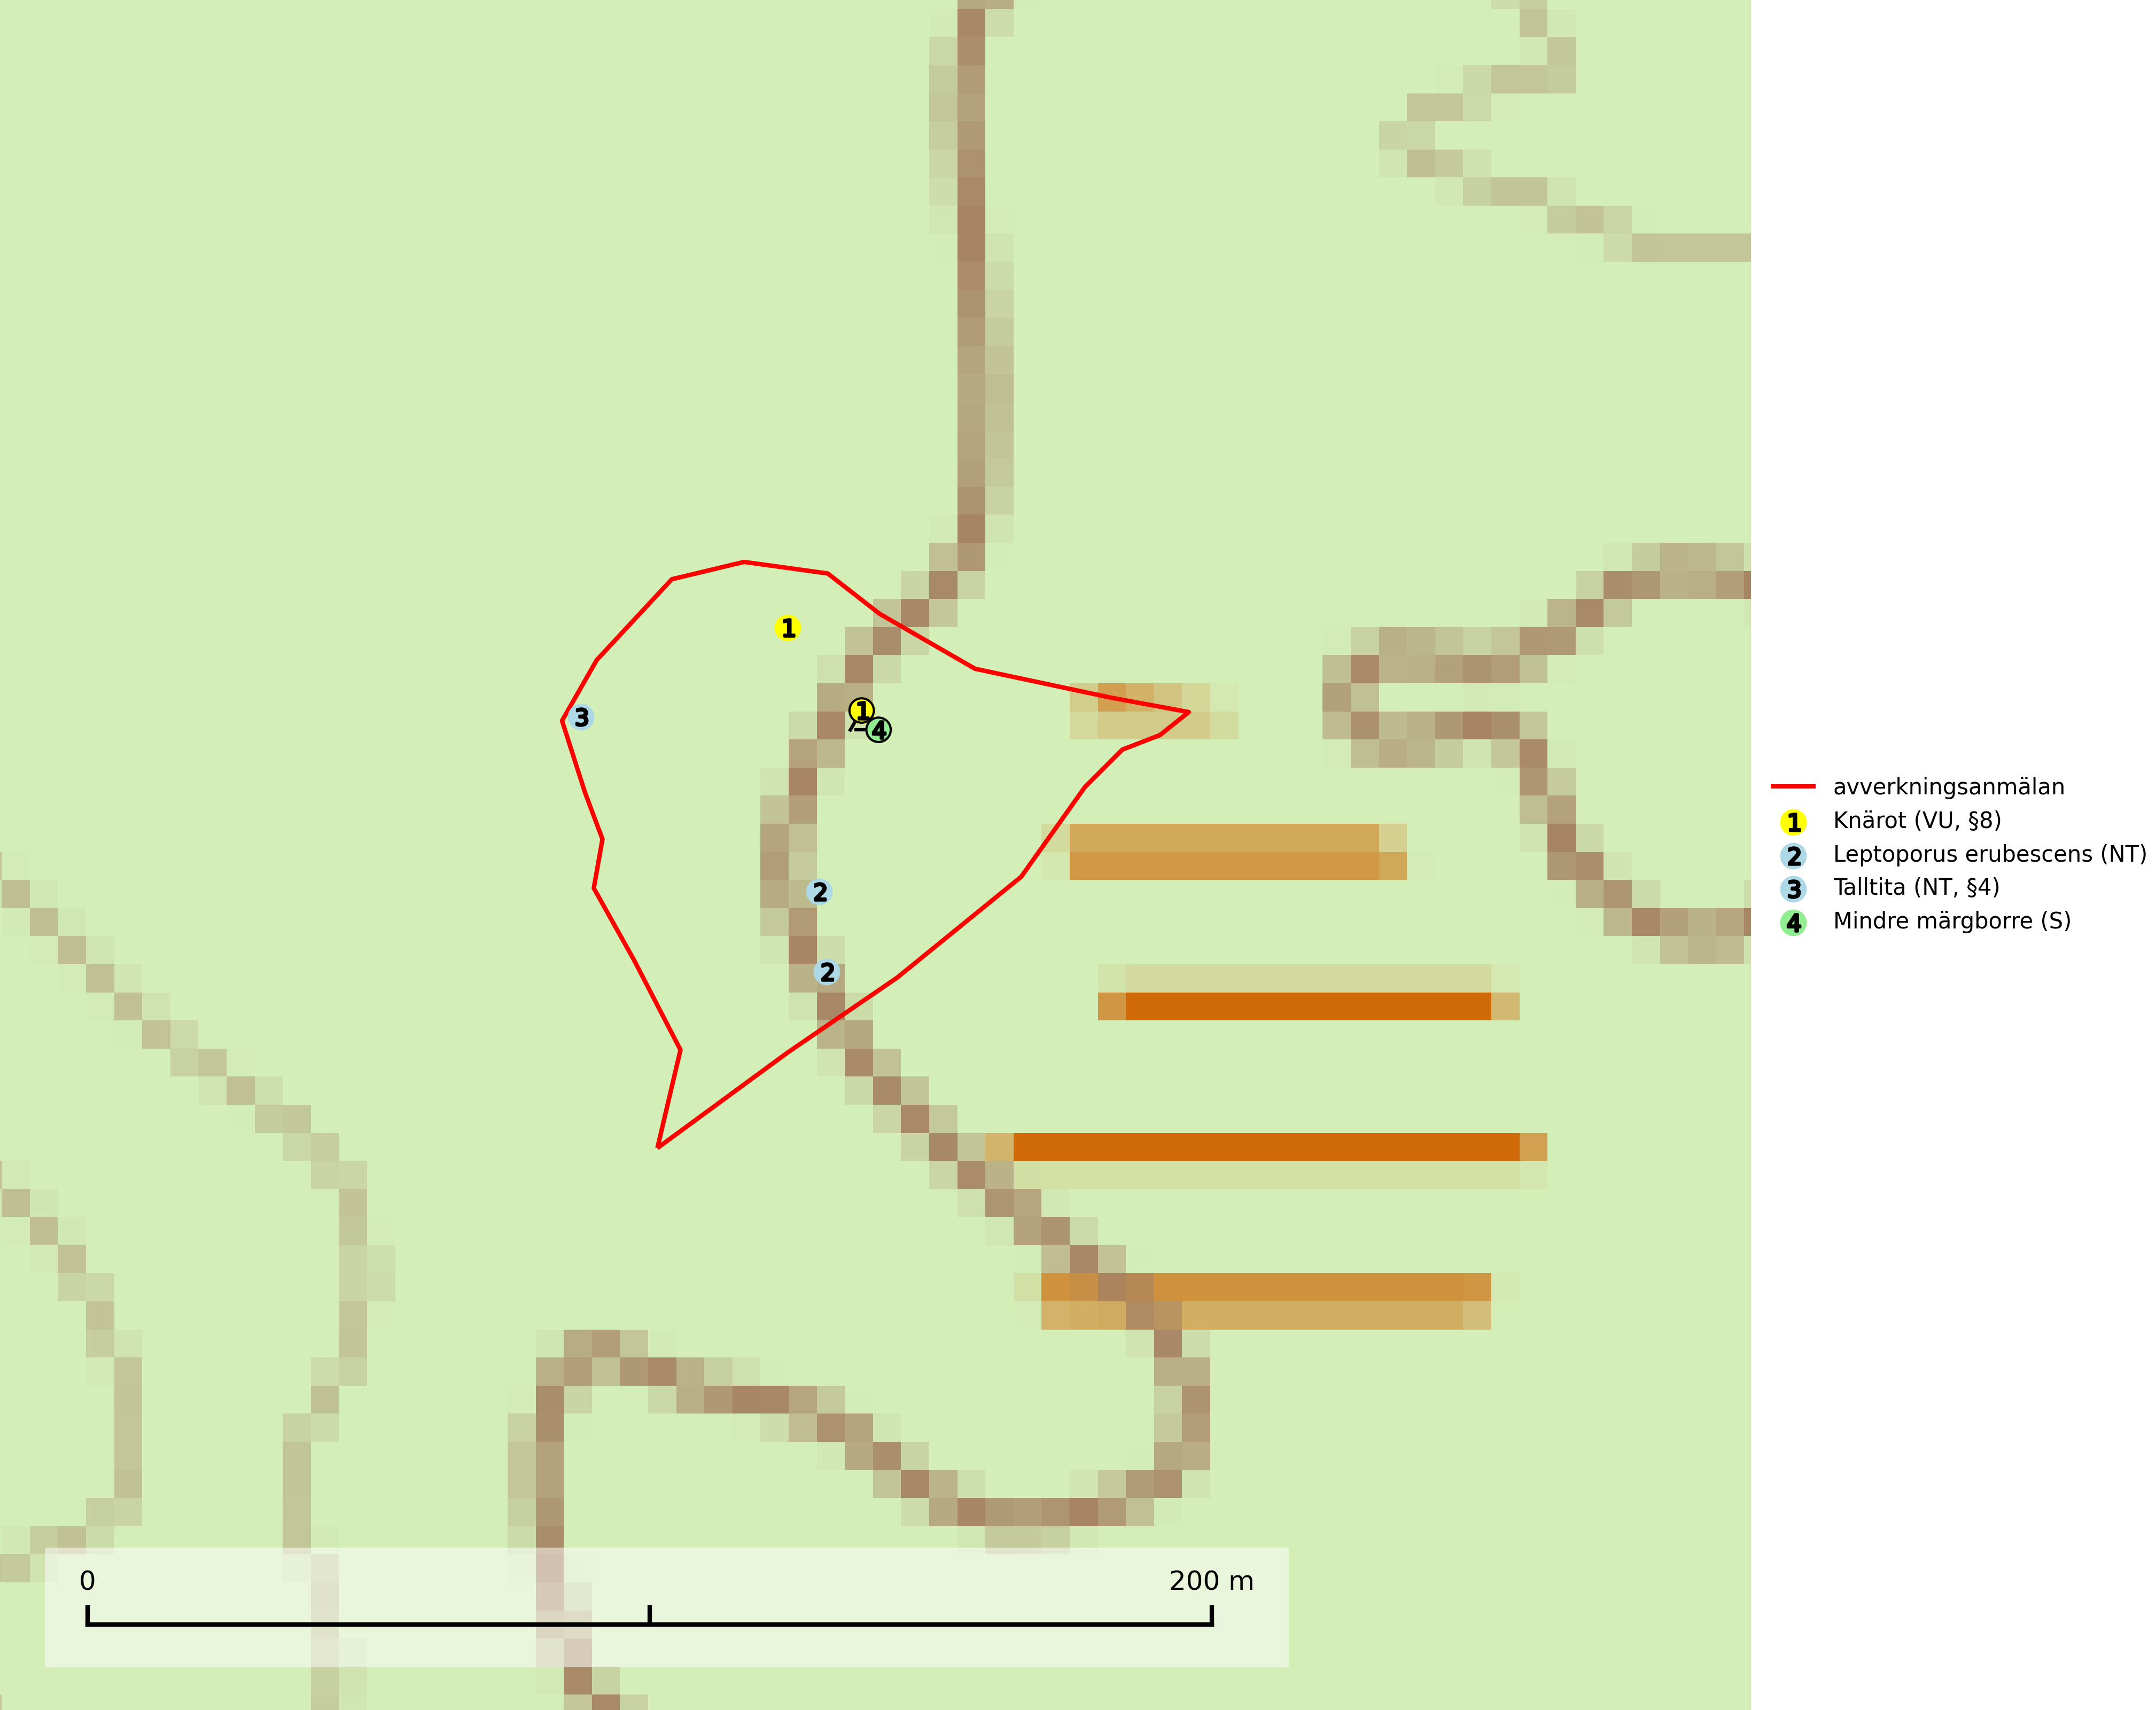 1
1
3
4
2
2
avverkningsanmälan
1 Knärot (VU, §8)
2 Leptoporus erubescens (NT)
3 Talltita (NT, §4)
4 Mindre märgborre (S)
0 200 m